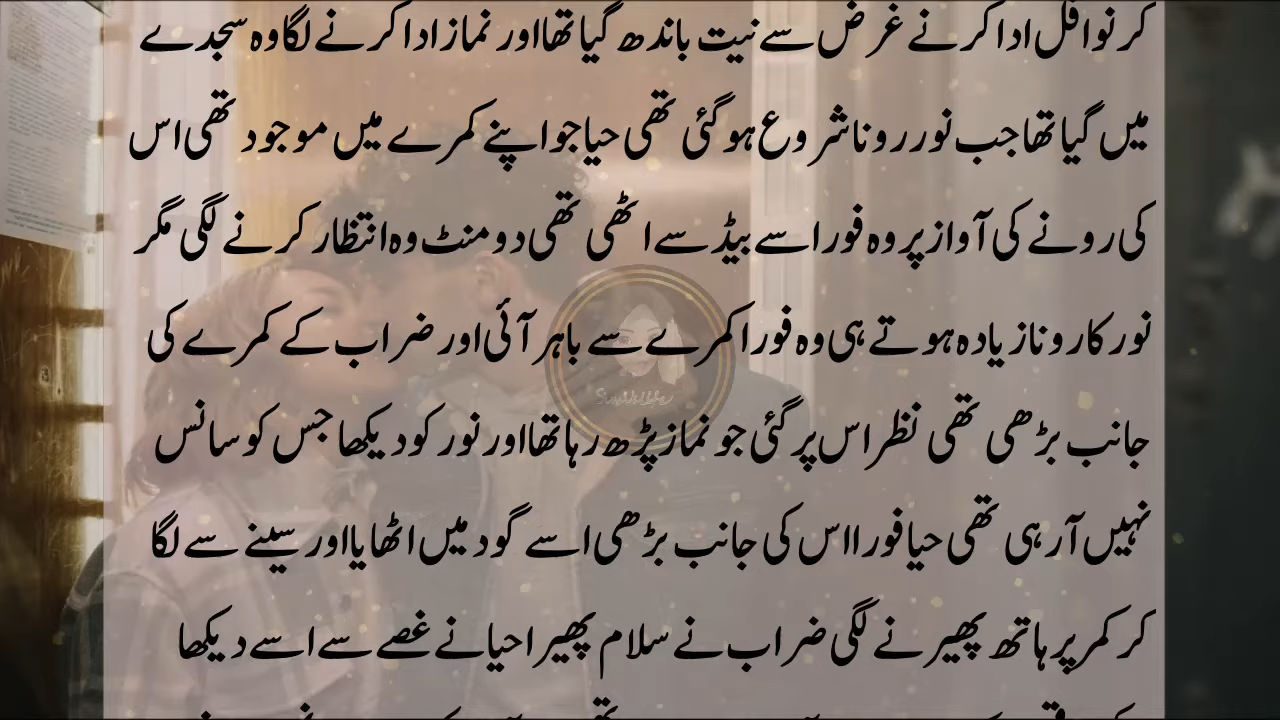 کر نوافل ادا کرنے غرض سے نیت باندھ گیا تھا اور نماز ادا کرنے لگا وہ سجدے
میں گیا تھا جب نور رونا شروع ہو گئی تھی حیا جو اپنے کمرے میں موجود تھی اس
کی رونے کی آواز پر وہ فورا سے بیڈ سے اٹھی تھی دو منٹ وہ انتظار کرنے لگی مگر
نور کا رونا زیادہ ہوتے ہی وہ فورا کمرے سے باہر آئی اور ضراب کے کمرے کی
جانب بڑھی تھی نظر اس پر گئی جو نماز پڑھ رہا تھا اور نور کو دیکھا جس کو سانس
نہیں آ رہی تھی حیا فورا اس کی جانب بڑھی اسے گود میں اٹھایا اور سینے سے لگا
کر کمر پر ہاتھ پھیرنے لگی ضراب نے سلام پھیرا حیا نے غصے سے اسے دیکھا